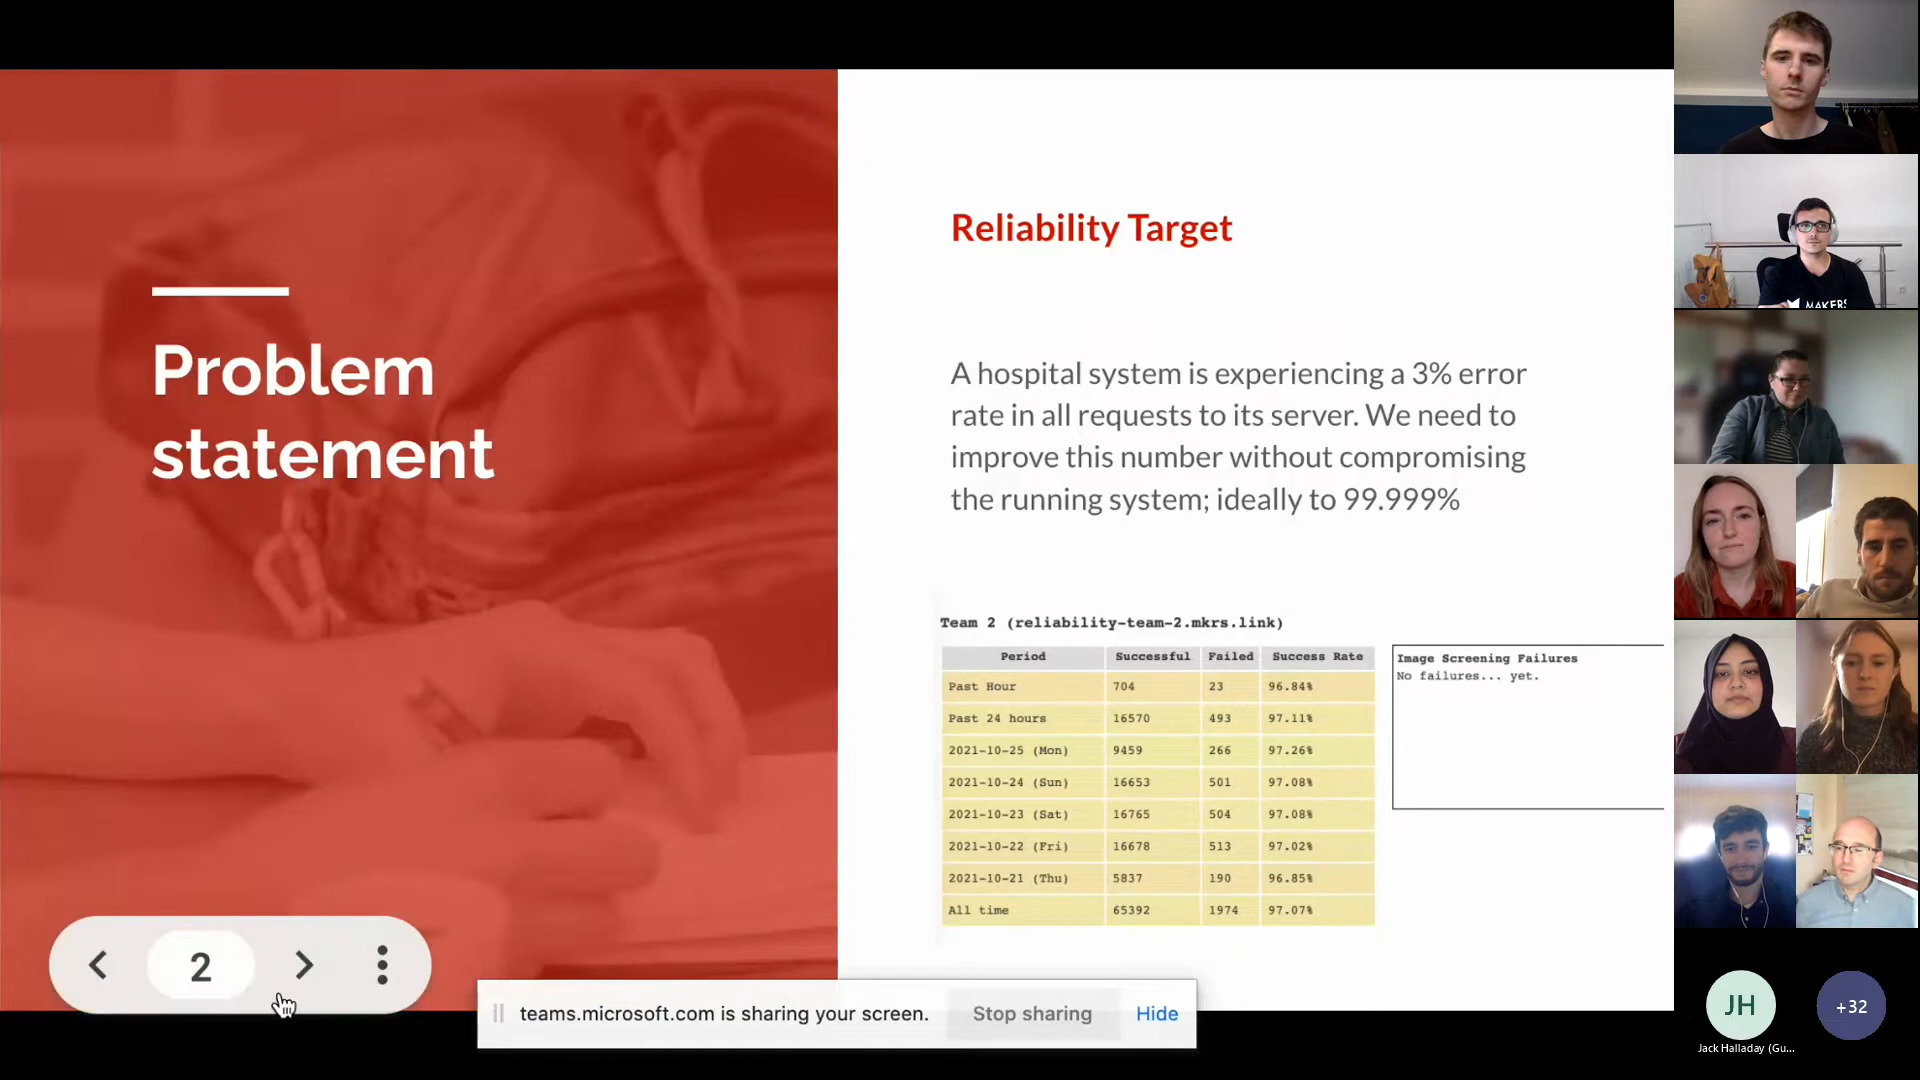 Problem
statement
Reliability Target
A hospital system is experiencing a 3% error
rate in all requests to its server. We need to
improve this number without compromising
the running system; ideally to 99.999%
Team 2 (reliability-team-2.mkrs.link)
Period Successful Failed Success Rate
Past Hour 704 23 96.84%
Past 24 hours 16570 493 97.11%
2021-10-25 (Mon) 9459 266 97.26%
2021-10-24 (Sun) 16653 501 97.08%
2021-10-23 (Sat) 16765 504 97.08%
2021-10-22 (Fri) 16678 513 97.02%
2021-10-21 (Thu) 5837 190 96.85%
All time 65392 1974 97.07%
Image Screening Failures
No failures... yet.
2
teams.microsoft.com is sharing your screen. Stop sharing Hide
MAKERS
JH
+32
Jack Halladay (Gu...